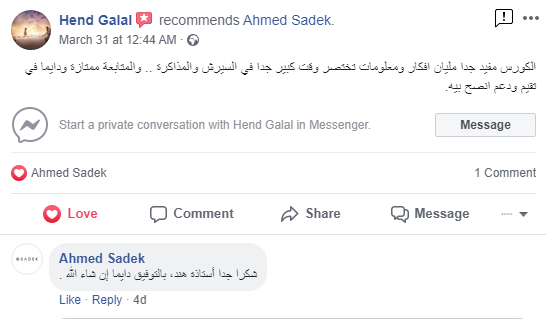 Hend Galal recommends Ahmed Sadek.
March 31 at 12:44 AM ·
الكورس مفيد جدا مليان افكار ومعلومات تختصر وقت كبير جدا في السيرش والمذاكرة .. والمتابعة ممتازة ودايما في
تقيم ودعم انصح بيه.
Start a private conversation with Hend Galal in Messenger.
Message
Ahmed Sadek
1 Comment
Love
Comment
Share
Message
SADEK
Ahmed Sadek
شكرا جدا أستاذة هند، بالتوفيق دايما إن شاء الله .
Like · Reply · 4d